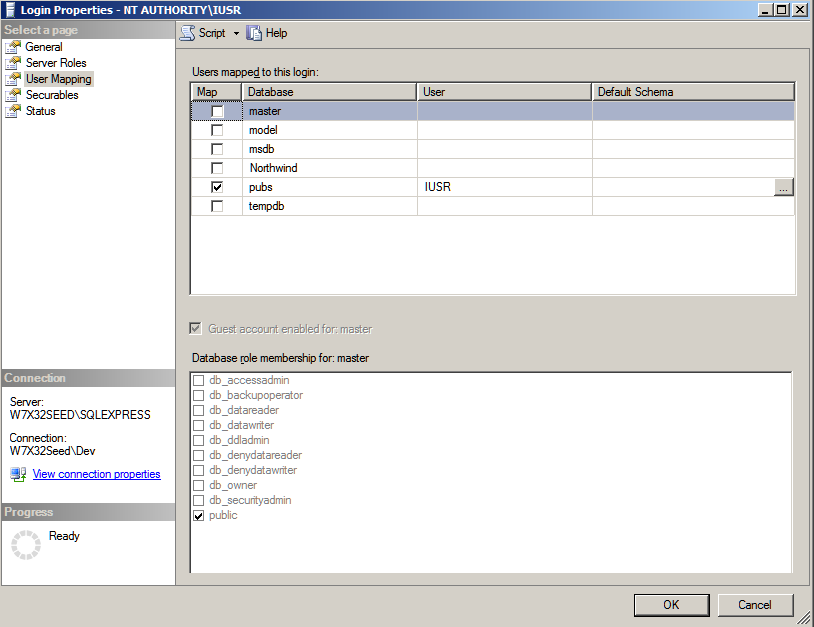 Login Properties - NT AUTHORITY\IUSR
Select a page
General
Server Roles
User Mapping
Securables
Status
Script
Help
Users mapped to this login:
Map Database User Default Schema
master
model
msdb
Northwind
pubs IUSR ...
tempdb
Guest account enabled for: master
Database role membership for: master
db_accessadmin
db_backupoperator
db_datareader
db_datawriter
db_ddladmin
db_denydatareader
db_denydatawriter
db_owner
db_securityadmin
public
Connection
Server:
W7X32SEED\SQLEXPRESS
Connection:
W7X32Seed\Dev
View connection properties
Progress
Ready
OK Cancel